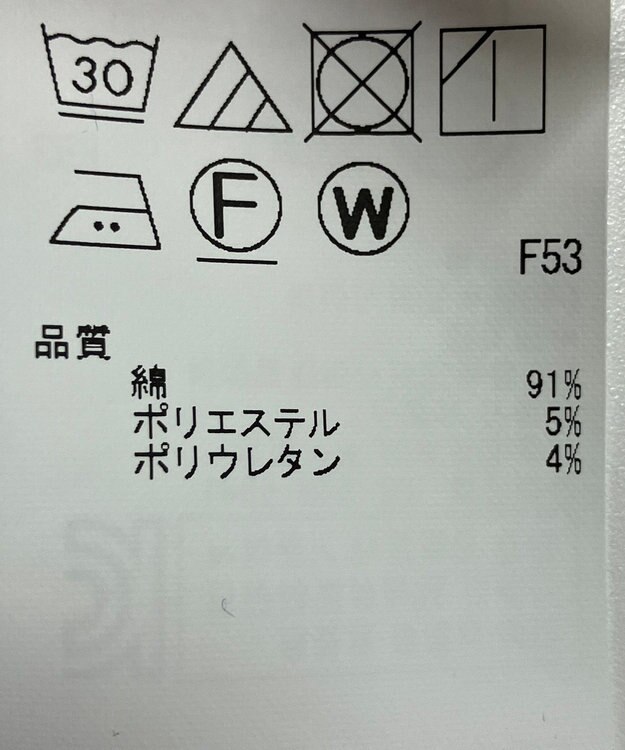 30
F W
F53
品質
綿 91%
ポリエステル 5%
ポリウレタン 4%